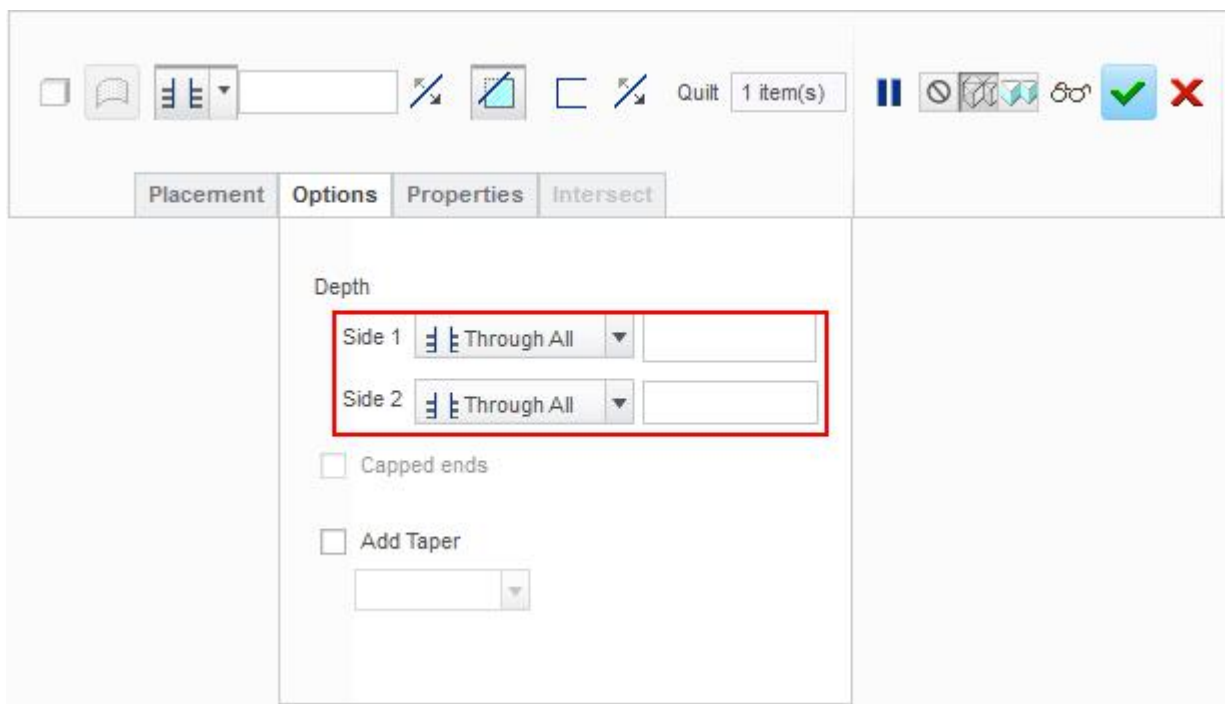 Quilt 1 item(s)
Placement Options Properties Intersect
Depth
Side 1 Through All
Side 2 Through All
Capped ends
Add Taper